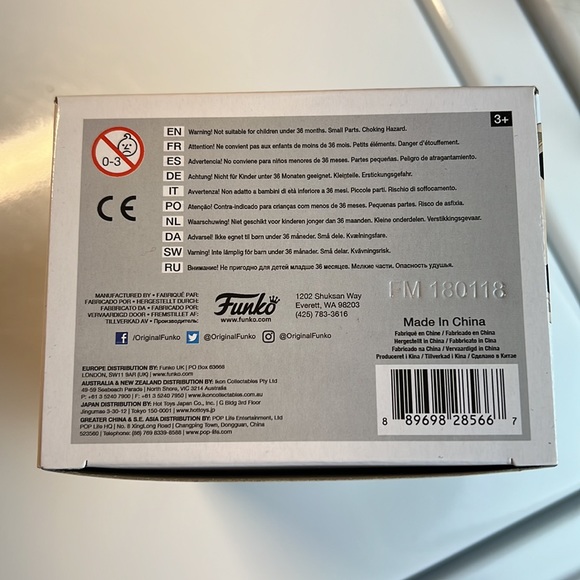 3+
0-3
EN Warning! Not suitable for children under 36 months. Small Parts. Choking Hazard.
FR Attention! Ne convient pas aux enfants de moins de 36 mois. Petits éléments. Danger d'étouffement.
ES Advertencia! No conviene para niños menores de 36 meses. Partes pequeñas. Peligro de atragantamiento.
DE Achtung! Nicht für Kinder unter 36 Monaten geeignet. Kleinteile. Erstickungsgefahr.
IT Avvertenza! Non adatto a bambini di età inferiore a 36 mesi. Piccole parti. Rischio di soffocamento.
PO Atenção! Contra-indicado para crianças com menos de 36 meses. Pequenas partes. Risco de asfixia.
NL Waarschuwing! Niet geschikt voor kinderen jonger dan 36 maanden. Kleine onderdelen. Verstikkingsgevaar.
DA Advarsel! Ikke egnet til børn under 36 måneder. Små dele. Kvælningsfare.
SW Varning! Inte lämplig för barn under 36 månader. Små delar. Kvävningsrisk.
RU Внимание! Не пригодно для детей младше 36 месяцев. Мелкие части. Опасность удушья.
CE
MANUFACTURED BY • FABRIQUÉ PAR:
FABRICADO POR • HERGESTELLT DURCH:
FABBRICATO DA • FABRICADO POR:
VERVAARDIGD DOOR • FREMSTILLET AF:
TILLVERKAD AV • Производитель:
Funko
www.funko.com
1202 Shuksan Way
Everett, WA 98203
(425) 783-3616
FM 180118
/OriginalFunko @OriginalFunko @OriginalFunko
Made In China
Fabriqué en Chine / Fabricado en China
Hergestellt in China / Fabbricato in Cina
Fabricado na China / Vervaardigd in China
Produceret i Kina / Tillverkad i Kina / Сделано в Китае
EUROPE DISTRIBUTION BY: Funko UK | PO Box 69668
LONDON, SW11 9AR (UK) | www.funko.com
AUSTRALIA & NEW ZEALAND DISTRIBUTION BY: Ikon Collectables Pty Ltd
49-59 Seabeach Parade | North Shore, VIC 3214 Australia
P: +61 3 5240 7900 | F: +61 3 5240 7950 | www.ikoncollectables.com.au
JAPAN DISTRIBUTION BY: Hot Toys Japan Co., Inc. | G Bldg 3rd Floor
Jingumae 3-30-12 | Tokyo 150-0001 | www.hottoys.jp
GREATER CHINA & S.E. ASIA DISTRIBUTION BY: POP Life Entertainment, Ltd
POP Life HQ | No. 8 XingLong Road | Changping Town, Dongguan, China
523560 | Telephone: (86) 769 8339-8588 | www.pop-life.com
8 89698 28566 7